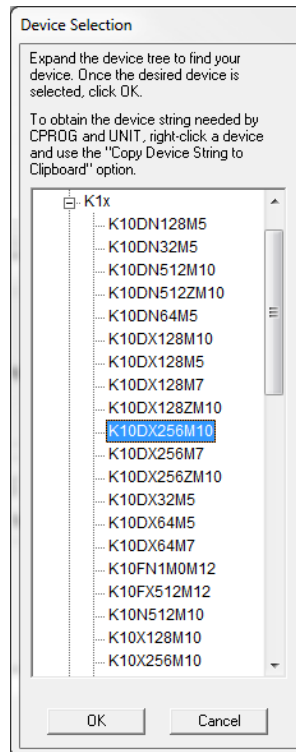 Device Selection
Expand the device tree to find your
device. Once the desired device is
selected, click OK.
To obtain the device string needed by
CPROG and UNIT, right-click a device
and use the "Copy Device String to
Clipboard" option.
K1x
K10DN128M5
K10DN32M5
K10DN512M10
K10DN512ZM10
K10DN64M5
K10DX128M10
K10DX128M5
K10DX128M7
K10DX128ZM10
K10DX256M10
K10DX256M7
K10DX256ZM10
K10DX32M5
K10DX64M5
K10DX64M7
K10FN1M0M12
K10FX512M12
K10N512M10
K10X128M10
K10X256M10
OK Cancel